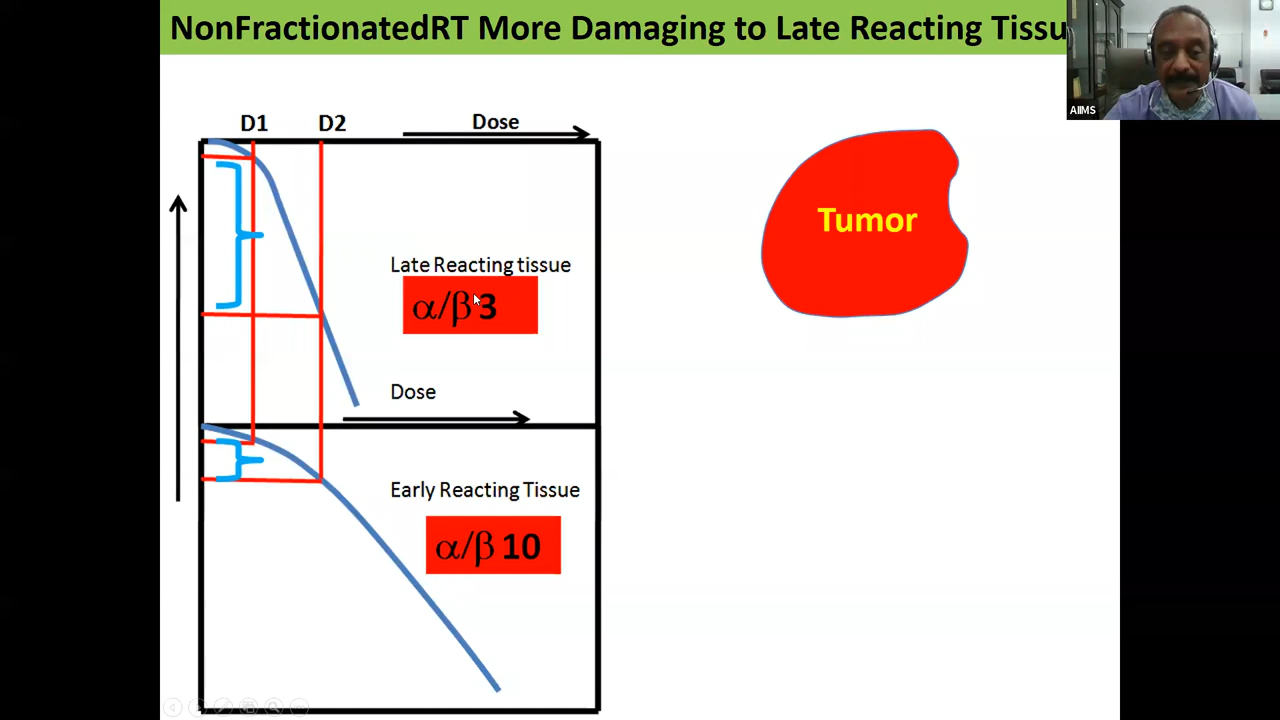 NonFractionatedRT More Damaging to Late Reacting Tissu
AIIMS
D1 D2 Dose
Tumor
Late Reacting tissue
α/β 3
Dose
Early Reacting Tissue
α/β 10